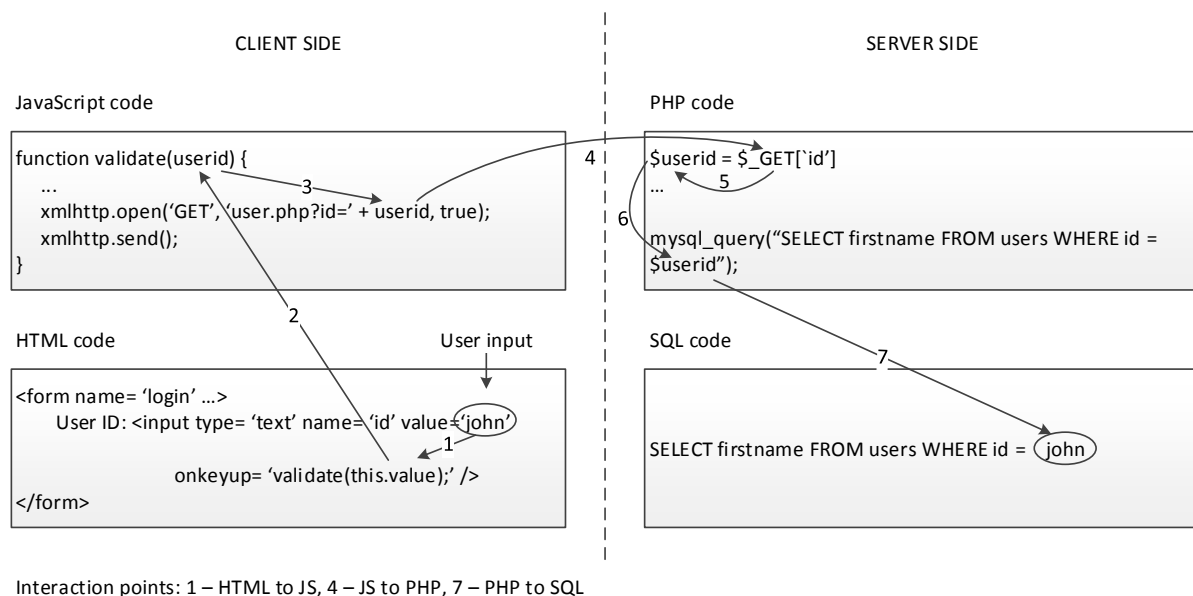 CLIENT SIDE
JavaScript code
function validate(userid) {
...
xmlhttp.open(‘GET’, ‘user.php?id=’ + userid, true);
xmlhttp.send();
}
3
2
HTML code
User input
<form name= ‘login’ ...>
User ID: <input type= ‘text’ name= ‘id’ value=‘john’
1
onkeyup= ‘validate(this.value);’ />
</form>
4
SERVER SIDE
PHP code
$userid = $_GET[`id’]
5
...
6
mysql_query(“SELECT firstname FROM users WHERE id =
$userid”);
7
SQL code
SELECT firstname FROM users WHERE id = john
Interaction points: 1 – HTML to JS, 4 – JS to PHP, 7 – PHP to SQL